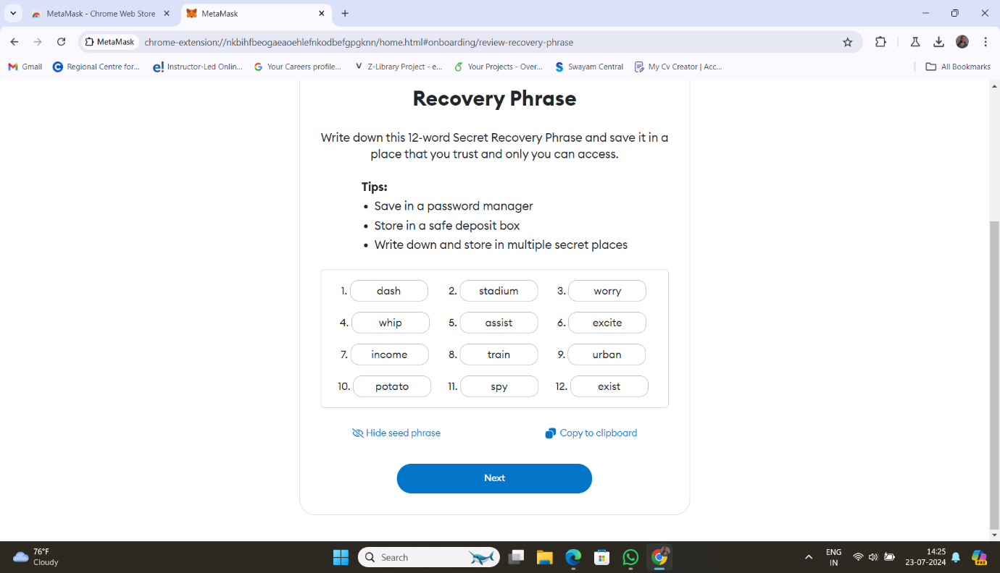 MetaMask - Chrome Web Store
MetaMask
MetaMask chrome-extension://nkbihfbeogaeaoehlefnkodbefgpgknn/home.html#onboarding/review-recovery-phrase
Gmail Regional Centre for... Instructor-Led Onlin... Your Careers profile... Z-Library Project - e... Your Projects - Over... Swayam Central My Cv Creator | Acc... All Bookmarks
Recovery Phrase
Write down this 12-word Secret Recovery Phrase and save it in a
place that you trust and only you can access.
Tips:
• Save in a password manager
• Store in a safe deposit box
• Write down and store in multiple secret places
1. dash 2. stadium 3. worry
4. whip 5. assist 6. excite
7. income 8. train 9. urban
10. potato 11. spy 12. exist
Hide seed phrase Copy to clipboard
Next
76°F
Cloudy
Search
ENG
IN
14:25
23-07-2024
PRE